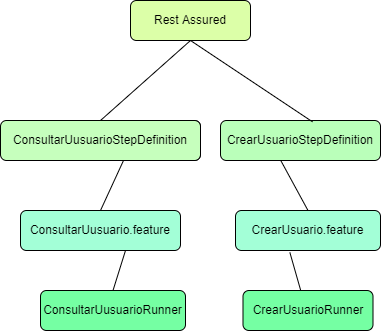 Rest Assured
ConsultarUusuarioStepDefinition
CrearUsuarioStepDefinition
ConsultarUusuario.feature
CrearUsuario.feature
ConsultarUusuarioRunner
CrearUsuarioRunner